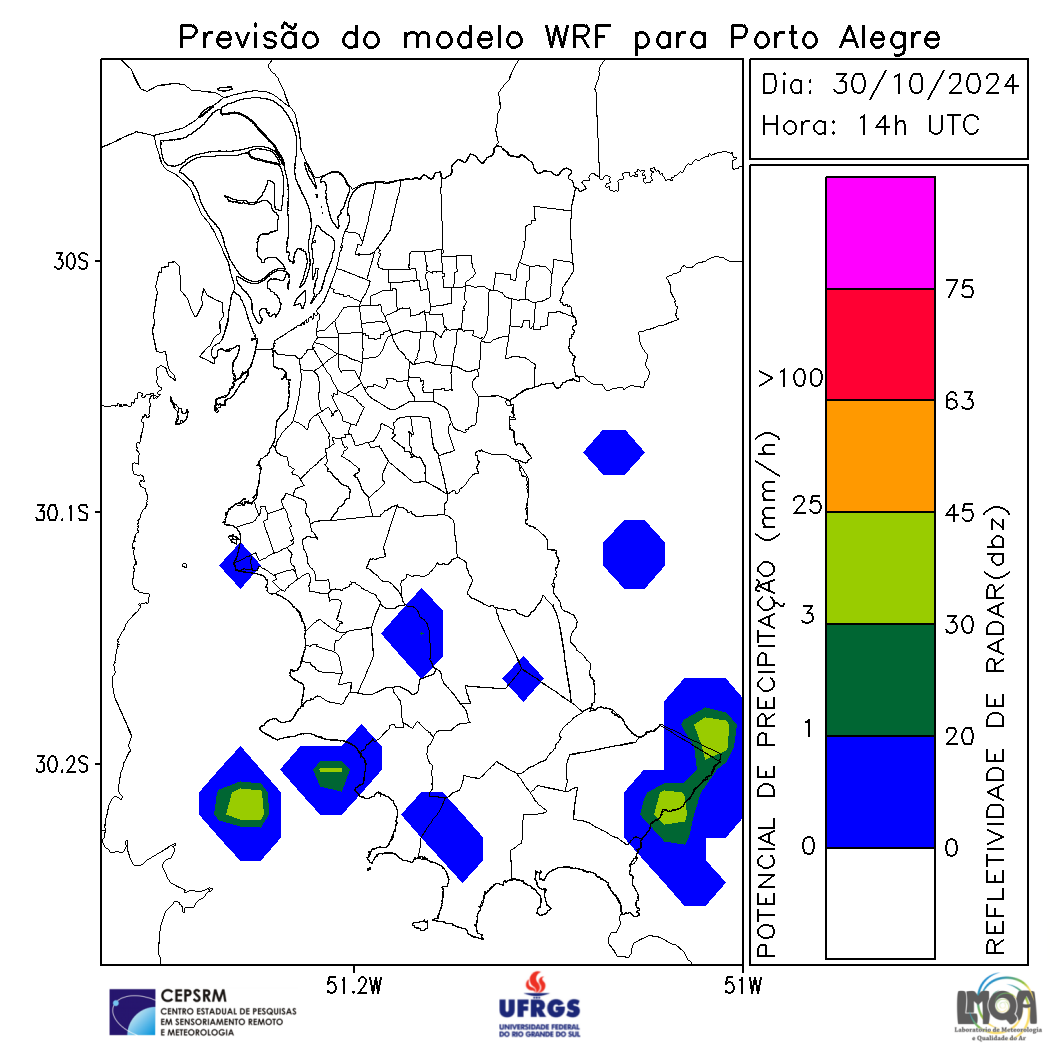 Previsão do modelo WRF para Porto Alegre
Dia: 30/10/2024
Hora: 14h UTC
30S
30.1S
30.2S
51.2W
51W
POTENCIAL DE PRECIPITAÇÃO (mm/h)
>100
25
3
1
0
75
63
45
30
20
0
REFLETIVIDADE DE RADAR(dbz)
CEPSRM
CENTRO ESTADUAL DE PESQUISAS
EM SENSORIAMENTO REMOTO
E METEOROLOGIA
UFRGS
UNIVERSIDADE FEDERAL
DO RIO GRANDE DO SUL
LMQA
Laboratório de Meteorologia
e Qualidade do Ar